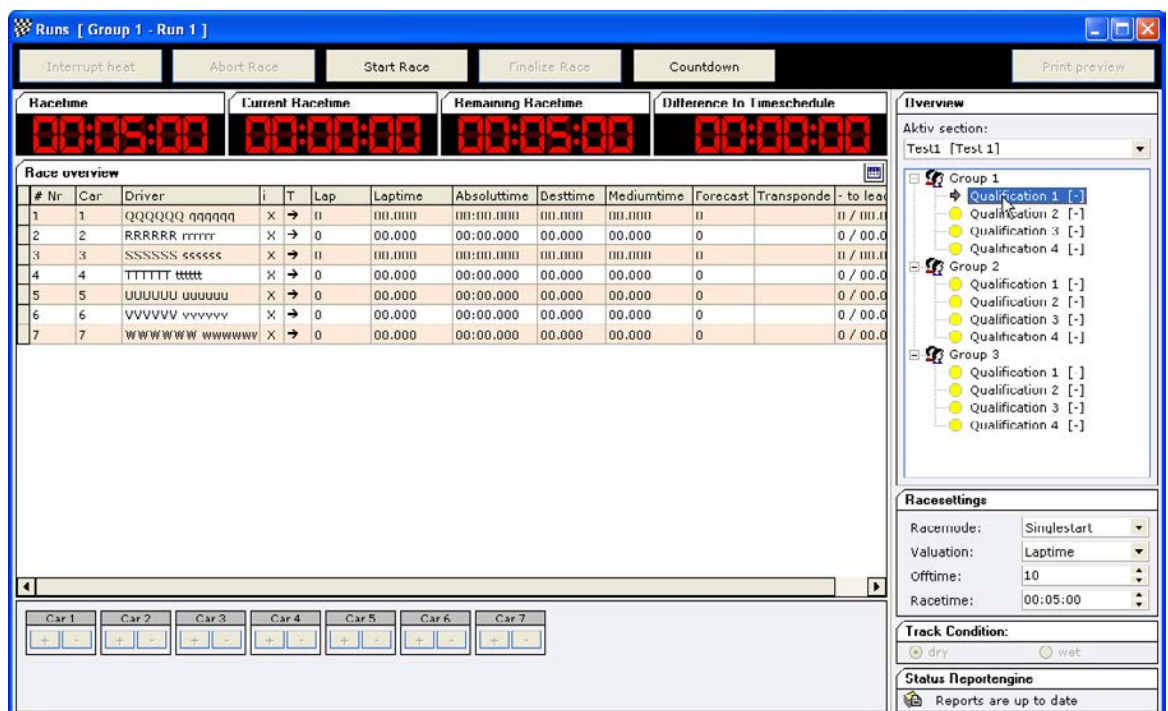 Runs [ Group 1 - Run 1 ]
Interrupt heat Abort Race Start Race Finalize Race Countdown Print preview
Racetime Current Racetime Remaining Racetime Difference to Timeschedule
00:05:00 00:00:00 00:05:00 00:00:00
Race overview
# Nr Car Driver i T Lap Laptime Absoluttime Besttime Mediumtime Forecast Transponde - to lead
1 1 QQQQQQ qqqqqq X → 0 00.000 00:00.000 00.000 00.000 0 0 / 00.0
2 2 RRRRRR rrrrrr X → 0 00.000 00:00.000 00.000 00.000 0 0 / 00.0
3 3 SSSSSS ssssss X → 0 00.000 00:00.000 00.000 00.000 0 0 / 00.0
4 4 TTTTTT tttttt X → 0 00.000 00:00.000 00.000 00.000 0 0 / 00.0
5 5 UUUUUU uuuuuu X → 0 00.000 00:00.000 00.000 00.000 0 0 / 00.0
6 6 VVVVVV vvvvvv X → 0 00.000 00:00.000 00.000 00.000 0 0 / 00.0
7 7 WWWWWW wwwwww X → 0 00.000 00:00.000 00.000 00.000 0 0 / 00.0
Car 1 Car 2 Car 3 Car 4 Car 5 Car 6 Car 7
+ - + - + - + - + - + - + -
Overview
Aktiv section:
Test1 [Test 1]
Group 1
Qualification 1 [-]
Qualification 2 [-]
Qualification 3 [-]
Qualification 4 [-]
Group 2
Qualification 1 [-]
Qualification 2 [-]
Qualification 3 [-]
Qualification 4 [-]
Group 3
Qualification 1 [-]
Qualification 2 [-]
Qualification 3 [-]
Qualification 4 [-]
Racesettings
Racemode: Singlestart
Valuation: Laptime
Offtime: 10
Racetime: 00:05:00
Track Condition:
dry wet
Status Reportengine
Reports are up to date